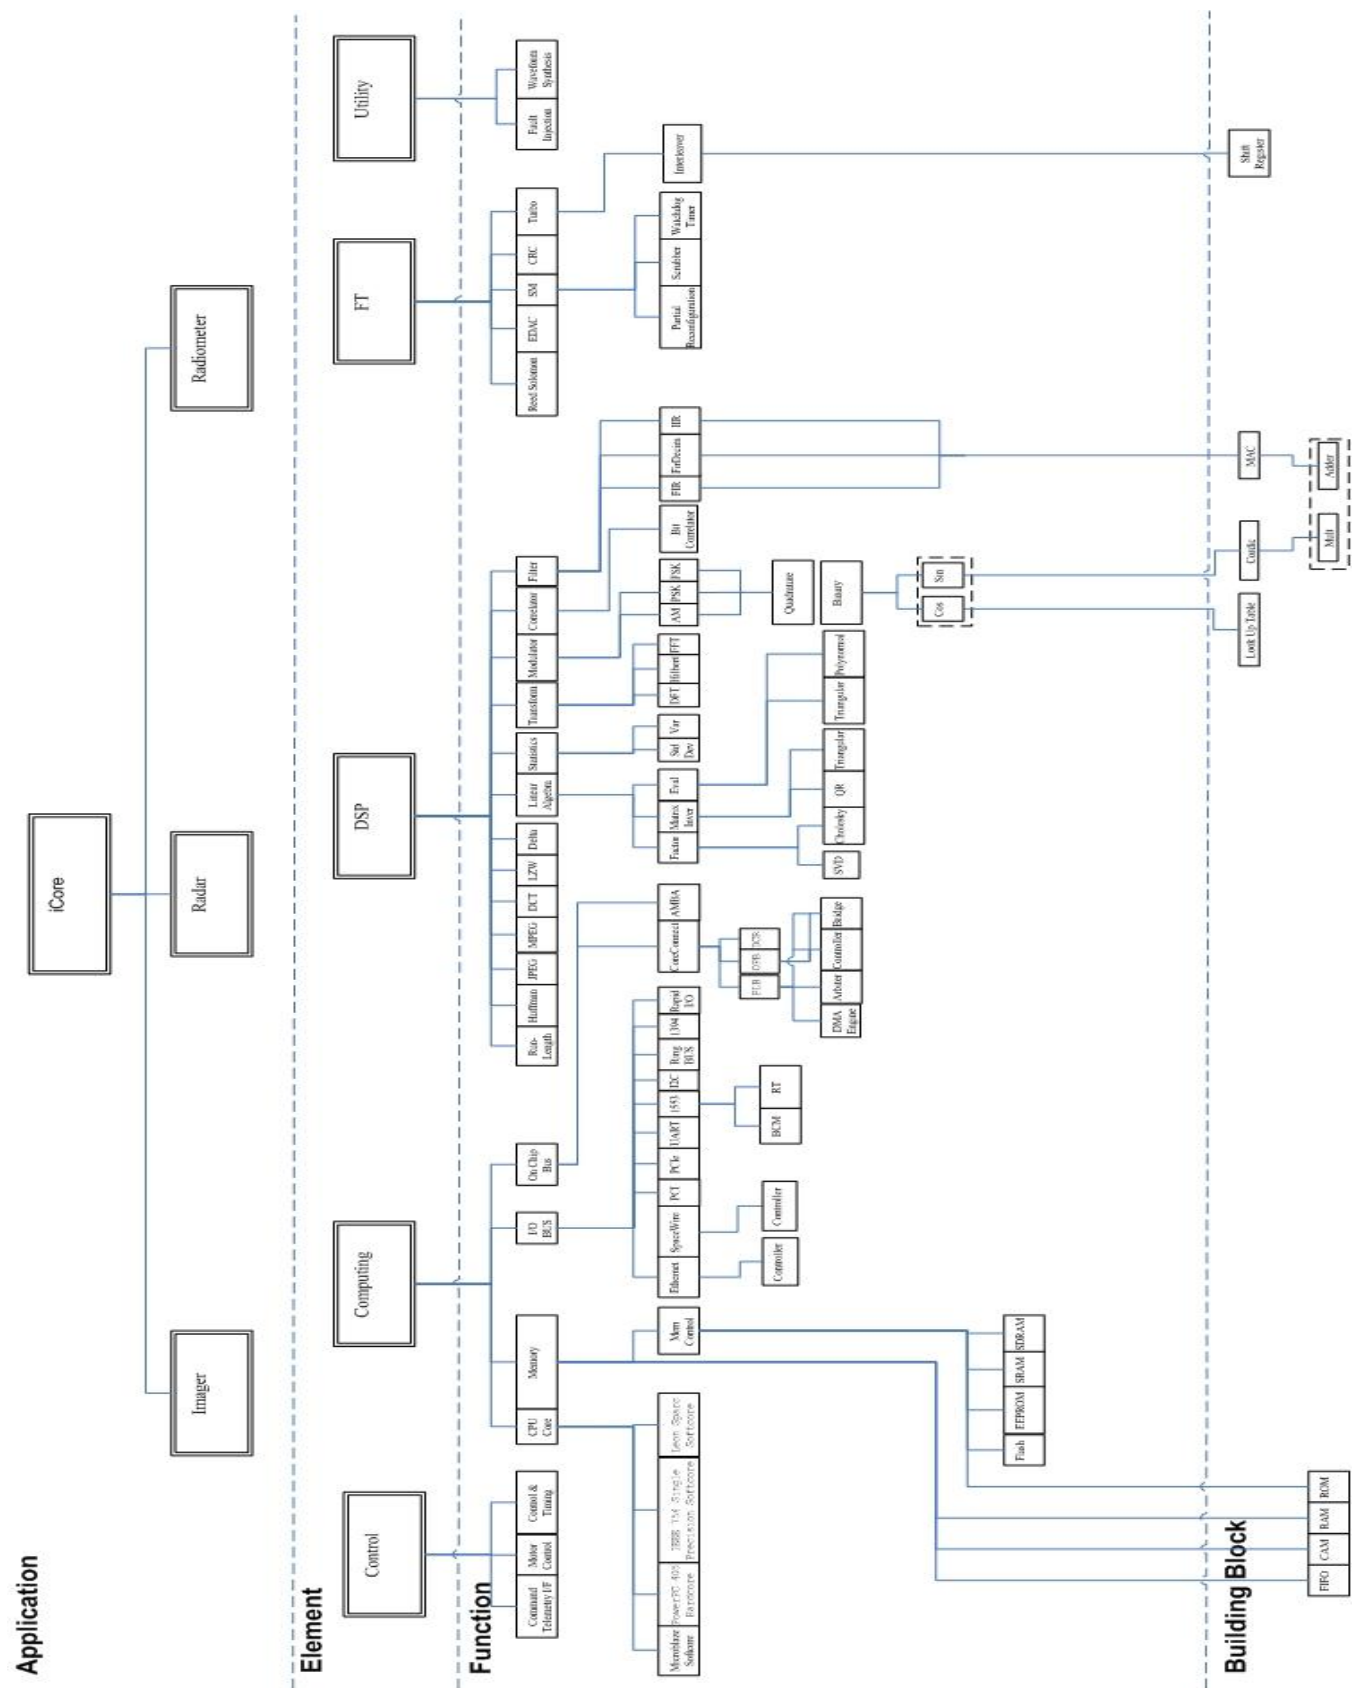 Application
iCore
Imager
Radar
Radiometer
Element
Control
Computing
DSP
FT
Utility
Function
Command
Telemetry I/F
Motor
Control
Control &
Timing
CPU
Core
Memory
I/O
BUS
On Chip
Bus
Run-
Length
Huffman
JPEG
MPEG
DCT
LZW
Delta
Linear
Algebra
Statistics
Transform
Modulator
Correlator
Filter
Reed Solomon
EDAC
SM
CRC
Turbo
Fault
Injection
Waveform
Synthesis
Microblaze
Softcore
PowerPC 405
Hardcore
IEEE 754 Single
Precision Softcore
Leon Sparc
Softcore
Mem
Control
Ethernet
SpaceWire
PCI
PCIe
UART
1553
I2C
Ring
BUS
1394
Rapid
I/O
CoreConnect
AMBA
Factor
Matrix
Inver
Eval
Std
Dev
Var
DFT
Hilbert
FFT
AM
PSK
FSK
Bit
Correlator
FIR
FirDecim
IIR
Partial
Reconfiguration
Scrubber
Watchdog
Timer
Interleaver
Controller
Controller
BCM
RT
PLB
OPB
DCR
Quadrature
DMA
Engine
Arbiter
Controller
Bridge
SVD
Cholesky
QR
Triangular
Triangular
Polynomial
Binary
Cos
Sin
Flash
EEPROM
SRAM
SDRAM
Building Block
Look Up Table
Cordic
MAC
Shift
Register
FIFO
CAM
RAM
ROM
Mult
Adder